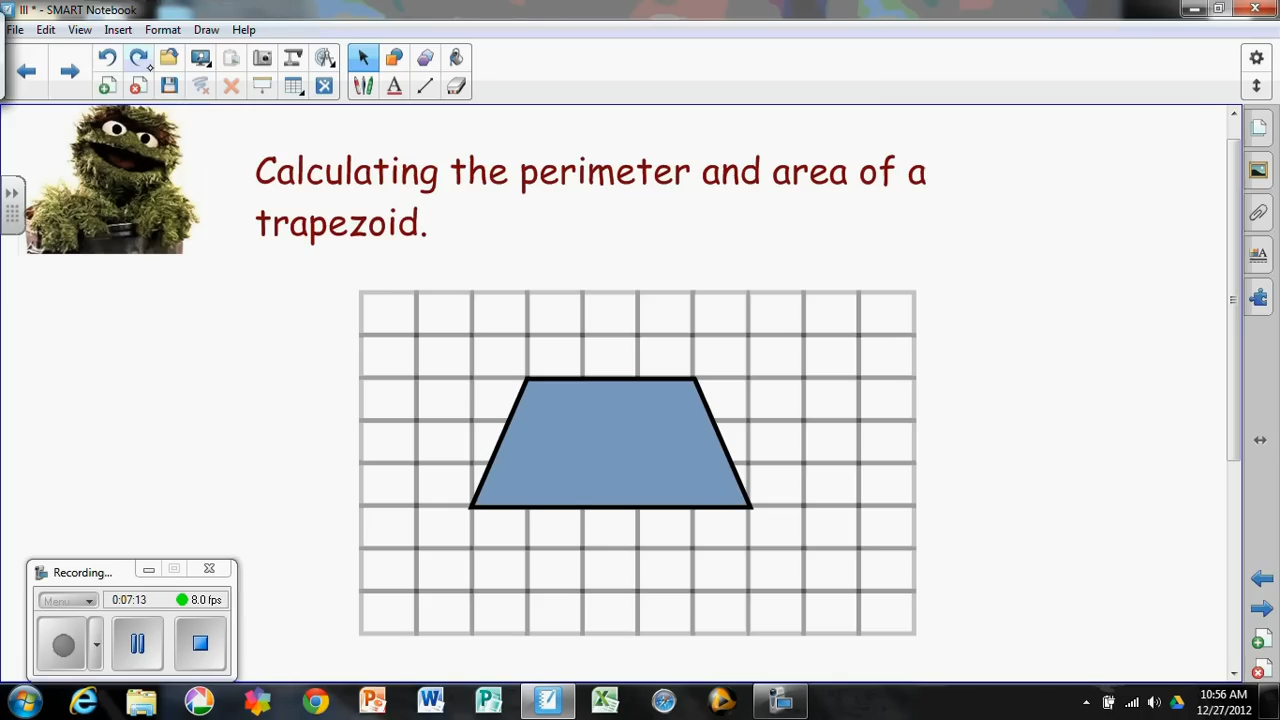 III * - SMART Notebook
File Edit View Insert Format Draw Help
Calculating the perimeter and area of a
trapezoid.
Recording...
Menu 0:07:13 8.0 fps
10:56 AM
12/27/2012